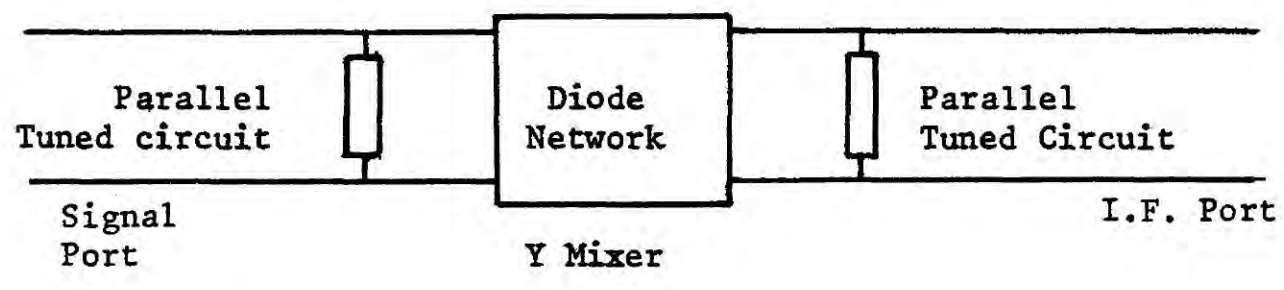 Parallel
Tuned circuit
Diode
Network
Parallel
Tuned Circuit
Signal
Port
Y Mixer
I.F. Port